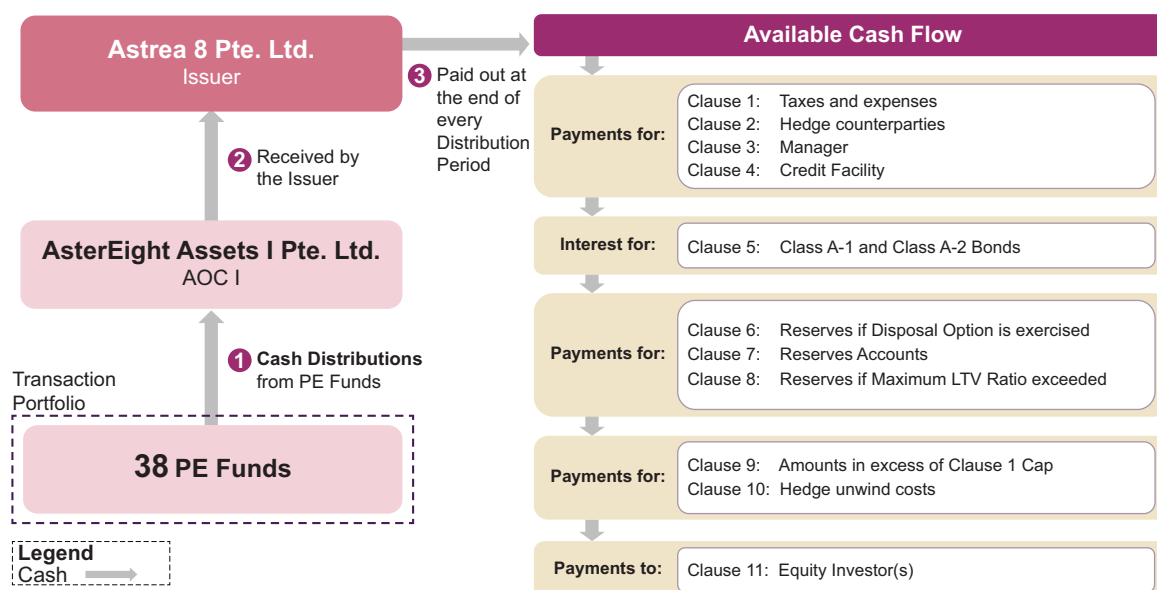 Astrea 8 Pte. Ltd.
Issuer
3 Paid out at
the end of
every
Distribution
Period
2 Received by
the Issuer
AsterEight Assets I Pte. Ltd.
AOC I
1 Cash Distributions
from PE Funds
Transaction
Portfolio
38 PE Funds
Legend
Cash
Available Cash Flow
Payments for:
Clause 1: Taxes and expenses
Clause 2: Hedge counterparties
Clause 3: Manager
Clause 4: Credit Facility
Interest for:
Clause 5: Class A-1 and Class A-2 Bonds
Payments for:
Clause 6: Reserves if Disposal Option is exercised
Clause 7: Reserves Accounts
Clause 8: Reserves if Maximum LTV Ratio exceeded
Payments for:
Clause 9: Amounts in excess of Clause 1 Cap
Clause 10: Hedge unwind costs
Payments to:
Clause 11: Equity Investor(s)